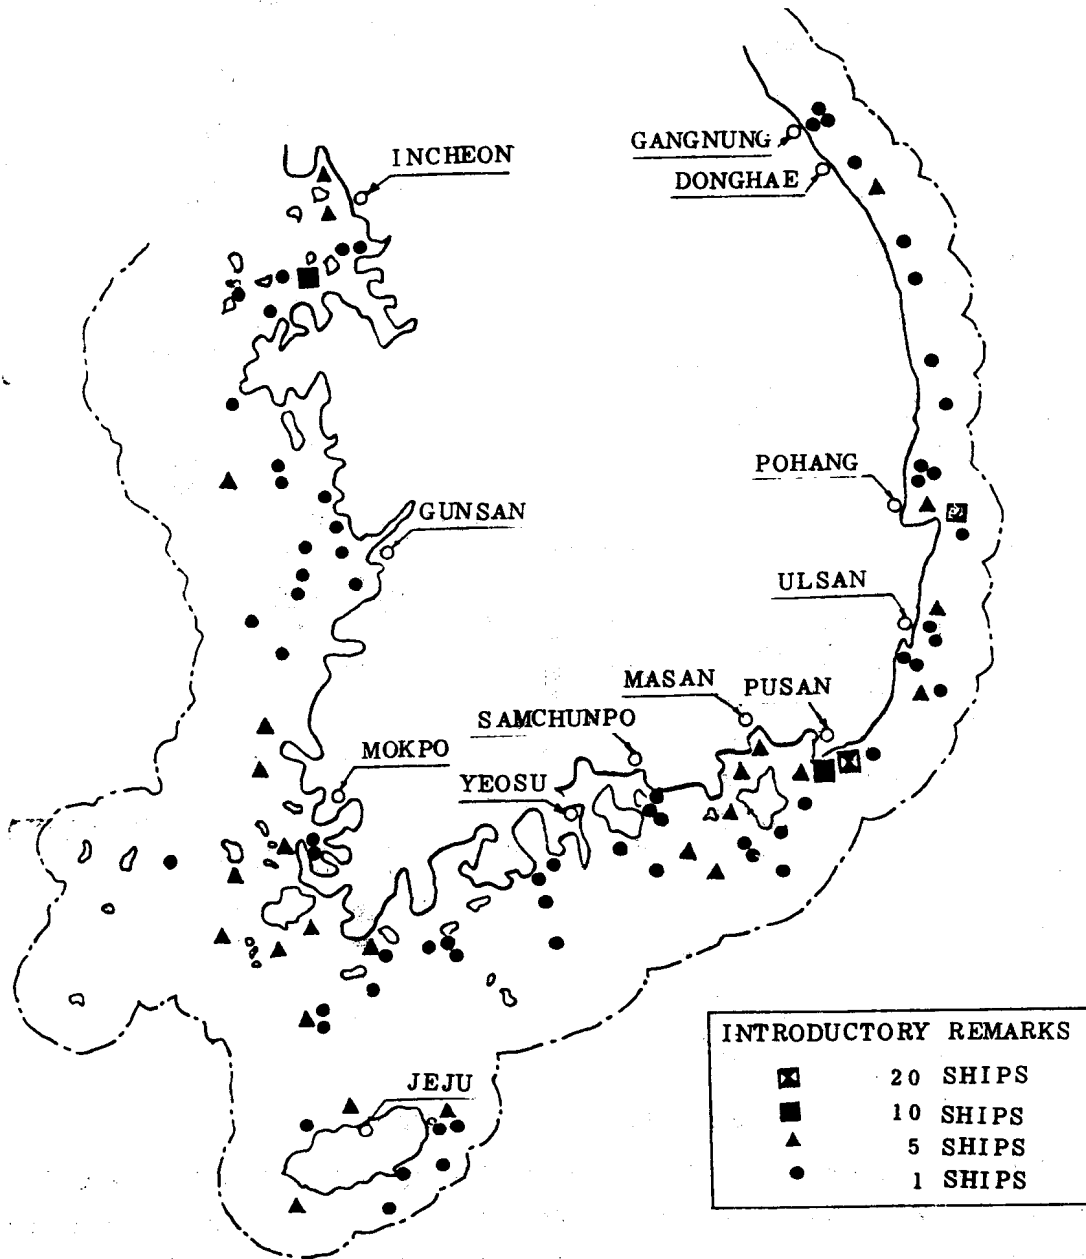 GANGNUNG
INCHEON
DONGHAE
POHANG
GUNSAN
ULSAN
MASAN
PUSAN
SAMCHUNPO
MOKPO
YEOSU
INTRODUCTORY REMARKS
20 SHIPS
10 SHIPS
5 SHIPS
1 SHIPS
JEJU